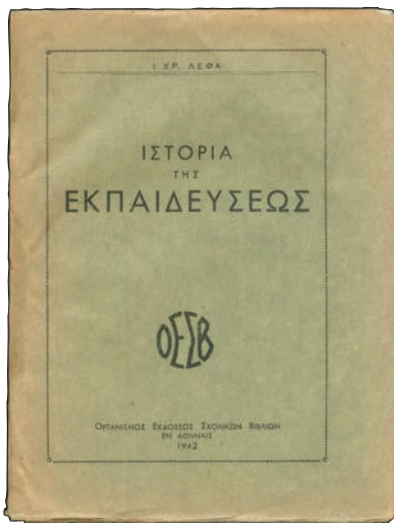 † ΧΡ. ΛΕΦΑ
ΙΣΤΟΡΙΑ
ΤΗΣ
ΕΚΠΑΙΔΕΥΣΕΩΣ
ΟΕΣΒ
ΟΡΓΑΝΙΣΜΟΣ ΕΚΔΟΣΕΩΣ ΣΧΟΛΙΚΩΝ ΒΙΒΛΙΩΝ
ΕΝ ΑΘΗΝΑΙΣ
1942